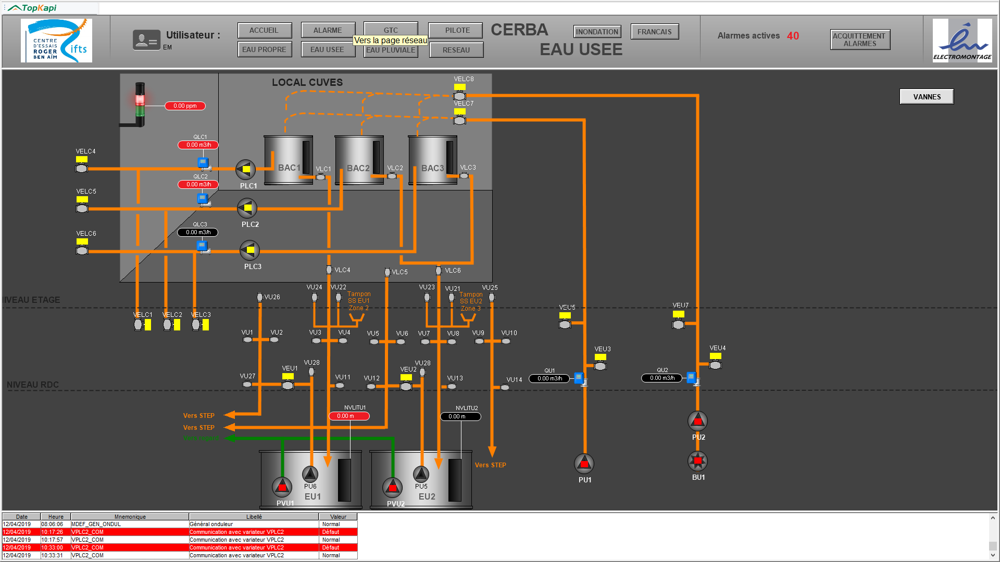 TopKapi
CENTRE
D'ESSAIS
ROGER
BEN AÏM
ifts
Utilisateur :
EM
ACCUEIL
ALARME
GTC
PILOTE
EAU PROPRE
EAU USEE
EAU PLUVIALE
RESEAU
Vers la page réseau
CERBA
EAU USEE
INONDATION
FRANCAIS
Alarmes actives 40
ACQUITTEMENT
ALARMES
ELECTROMONTAGE
LOCAL CUVES
VANNES
VELC8
VELC7
0.00 ppm
QLC1
0.00 m3/h
VELC4
BAC1
VLC1
BAC2
VLC2
BAC3
VLC3
QLC2
0.00 m3/h
PLC1
VELC5
PLC2
QLC3
0.00 m3/h
VELC6
PLC3
VLC4
VLC5
VLC6
NIVEAU ETAGE
VU26
VU24
VU22
Tampon
SS EU1
Zone 2
VU23
VU21
Tampon
SS EU2
Zone 3
VU25
VEU5
VEU7
VELC1
VELC2
VELC3
VU1
VU2
VU3
VU4
VU5
VU6
VU7
VU8
VU9
VU10
VEU3
VEU4
NIVEAU RDC
VU27
VEU1
VU28
VU11
VU12
VEU2
VU28
VU13
VU14
QU1
0.00 m3/h
QU2
0.00 m3/h
Vers STEP
Vers STEP
Vers regard
NVLITU1
0.00 m
NVLITU2
0.00 m
Vers STEP
PU2
PU1
BU1
PU6
EU1
PVU1
PU5
EU2
PVU2
Date Heure Mnemonique Libellé Valeur
12/04/2019 08:06:06 MDEF_GEN_ONDUL Général onduleur Normal
12/04/2019 10:17:26 VPLC2_COM Communication avec variateur VPLC2 Défaut
12/04/2019 10:17:57 VPLC2_COM Communication avec variateur VPLC2 Normal
12/04/2019 10:33:00 VPLC2_COM Communication avec variateur VPLC2 Défaut
12/04/2019 10:33:31 VPLC2_COM Communication avec variateur VPLC2 Normal